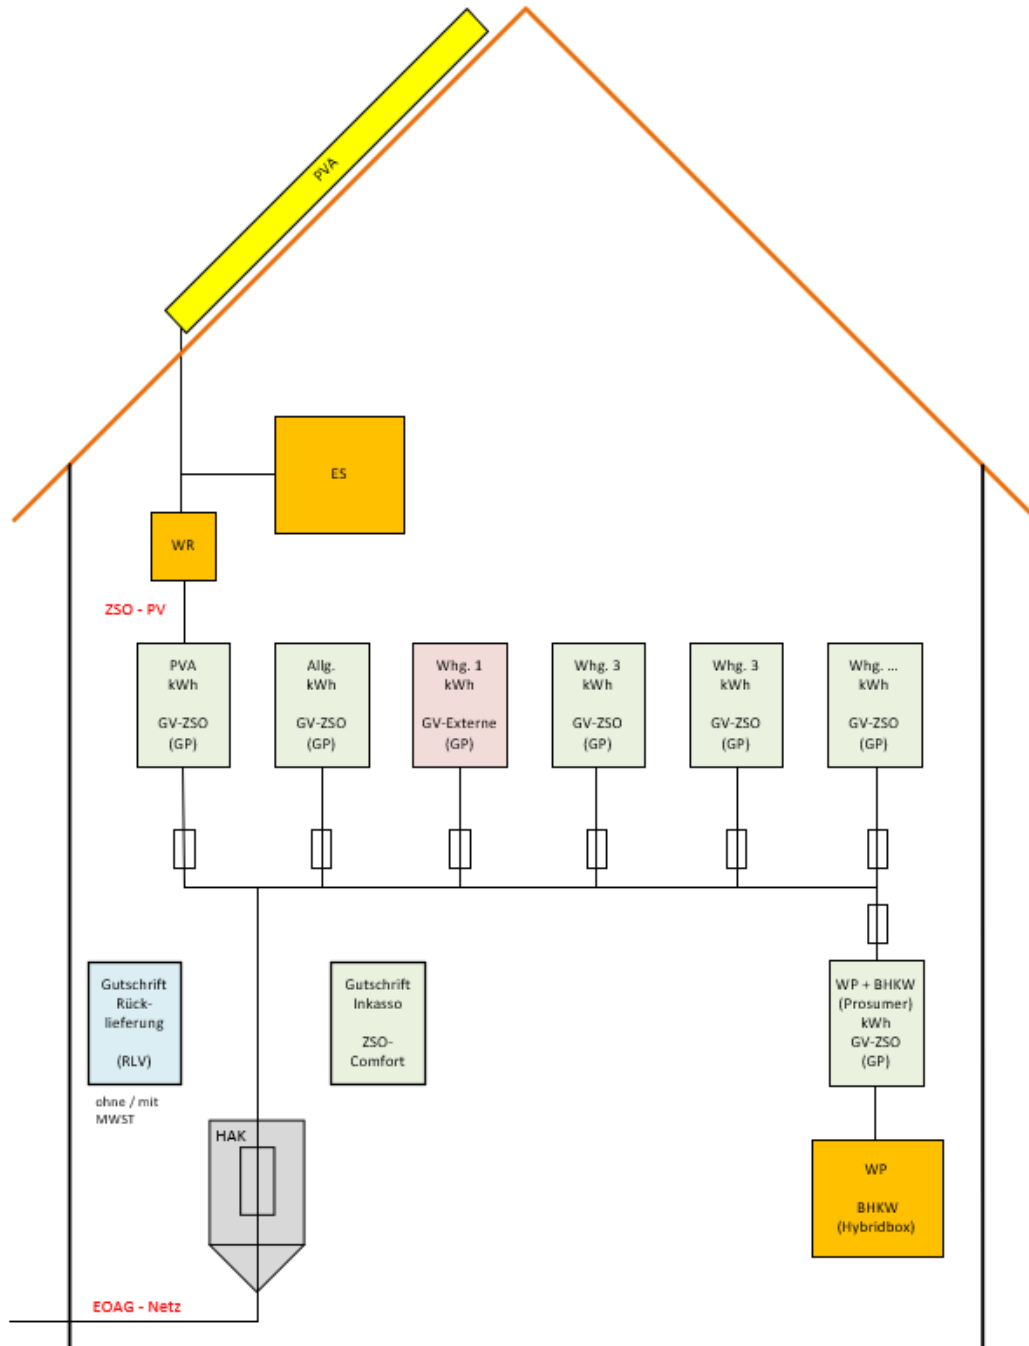 PVA
ES
WR
ZSO - PV
PVA
kWh
GV-ZSO
(GP)
Allg.
kWh
GV-ZSO
(GP)
Whg. 1
kWh
GV-Externe
(GP)
Whg. 3
kWh
GV-ZSO
(GP)
Whg. 3
kWh
GV-ZSO
(GP)
Whg. ...
kWh
GV-ZSO
(GP)
Gutschrift
Rück-
lieferung
(RLV)
ohne / mit
MWST
Gutschrift
Inkasso
ZSO-
Comfort
WP + BHKW
(Prosumer)
kWh
GV-ZSO
(GP)
HAK
WP
BHKW
(Hybridbox)
EOAG - Netz